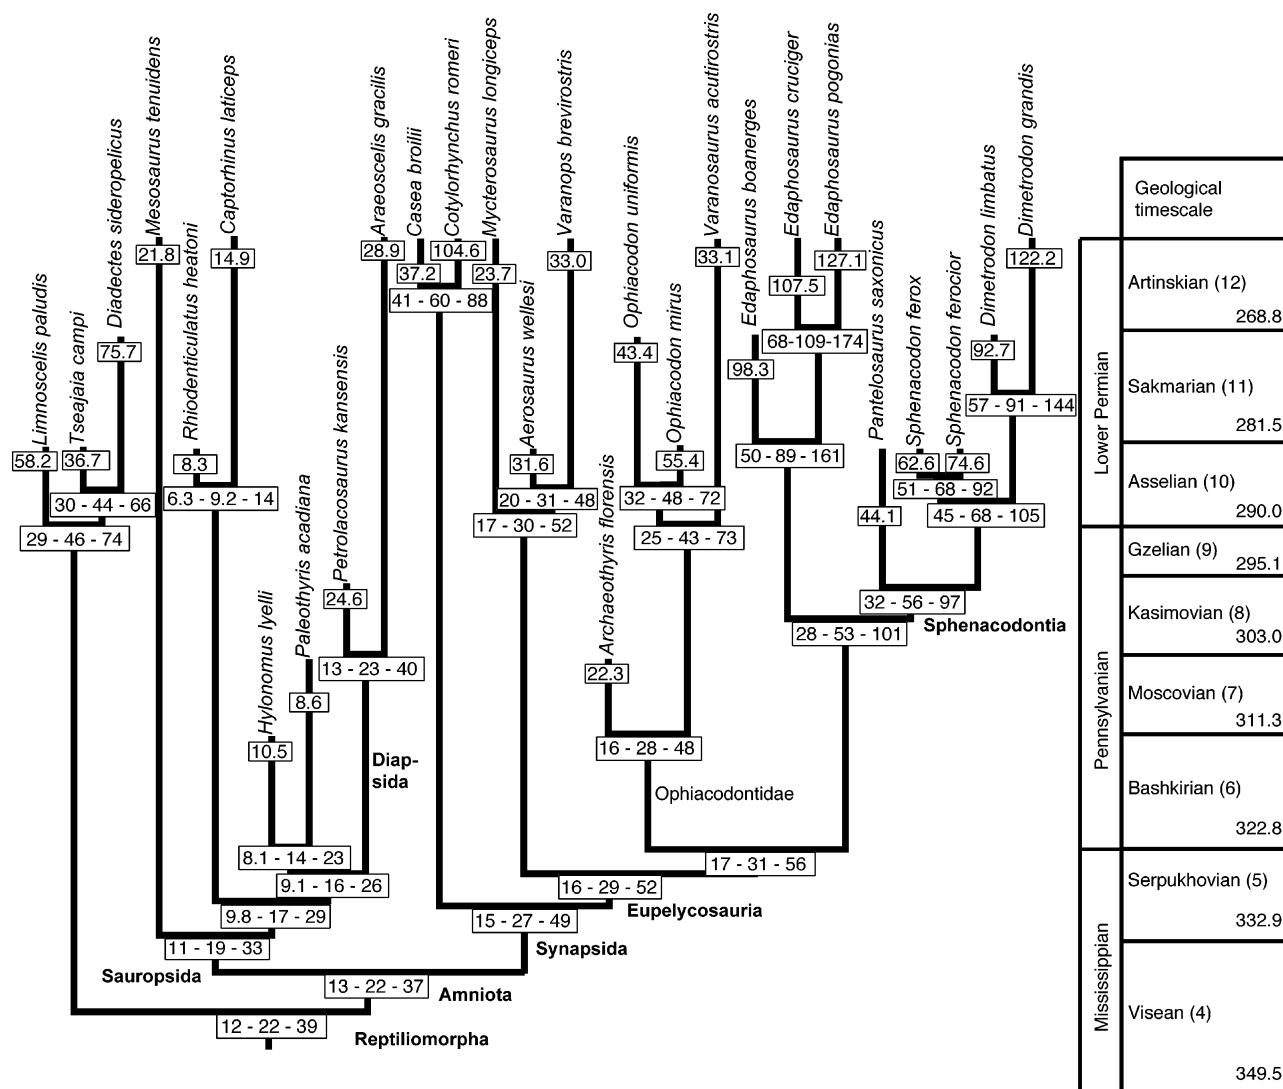 Limnoscelis paludis
Tseajaia campi
Diadectes sideropelicus
Mesosaurus tenuidens
Rhiodenticulatus heatoni
Captorhinus laticeps
Hylonomus lyelli
Paleothyris acadiana
Petrolacosaurus kansensis
Araeoscelis gracilis
Casea broilii
Cotylorhynchus romeri
Mycterosaurus longiceps
Aerosaurus wellesi
Varanops brevirostris
Archaeothyris florensis
Ophiacodon uniformis
Ophiacodon mirus
Varanosaurus acutirostris
Edaphosaurus boanerges
Edaphosaurus cruciger
Edaphosaurus pogonias
Pantelosaurus saxonicus
Sphenacodon ferox
Sphenacodon ferocior
Dimetrodon limbatus
Dimetrodon grandis
58.2
36.7
75.7
21.8
8.3
14.9
10.5
8.6
24.6
28.9
37.2
104.6
23.7
31.6
33.0
22.3
43.4
55.4
33.1
98.3
107.5
127.1
44.1
62.6
74.6
92.7
122.2
41 - 60 - 88
68-109-174
57 - 91 - 144
50 - 89 - 161
51 - 68 - 92
45 - 68 - 105
30 - 44 - 66
6.3 - 9.2 - 14
20 - 31 - 48
32 - 48 - 72
29 - 46 - 74
17 - 30 - 52
25 - 43 - 73
32 - 56 - 97
Sphenacodontia
28 - 53 - 101
13 - 23 - 40
16 - 28 - 48
Diap-
sida
Ophiacodontidae
8.1 - 14 - 23
17 - 31 - 56
9.1 - 16 - 26
16 - 29 - 52
Eupelycosauria
9.8 - 17 - 29
15 - 27 - 49
Synapsida
11 - 19 - 33
Sauropsida
13 - 22 - 37
Amniota
12 - 22 - 39
Reptiliomorpha
Geological
timescale
Lower Permian
Artinskian (12)
268.8
Sakmarian (11)
281.5
Asselian (10)
290.0
Pennsylvanian
Gzelian (9)
295.1
Kasimovian (8)
303.0
Moscovian (7)
311.3
Bashkirian (6)
322.8
Mississippian
Serpukhovian (5)
332.9
Visean (4)
349.5